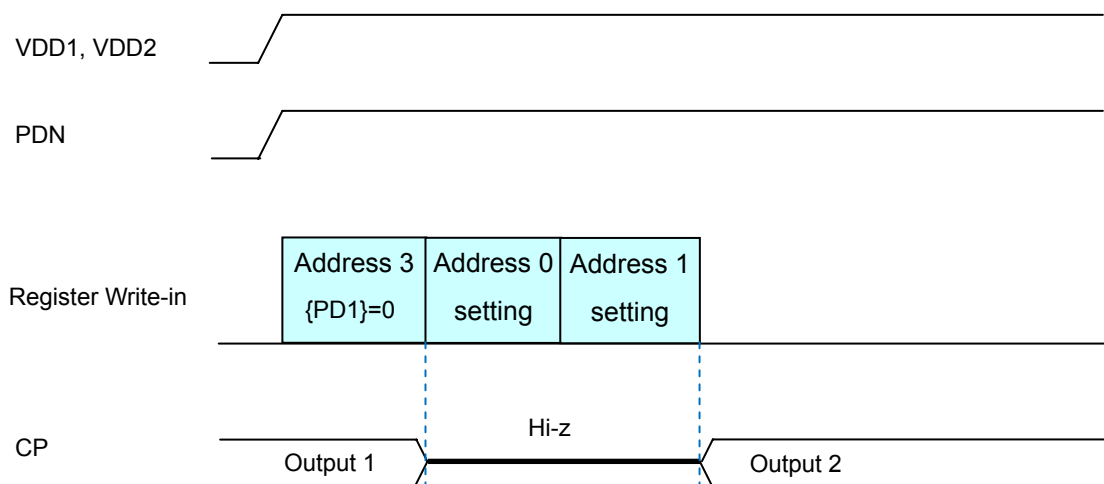 VDD1, VDD2
PDN
Register Write-in
Address 3
{PD1}=0
Address 0
setting
Address 1
setting
CP
Output 1
Hi-z
Output 2